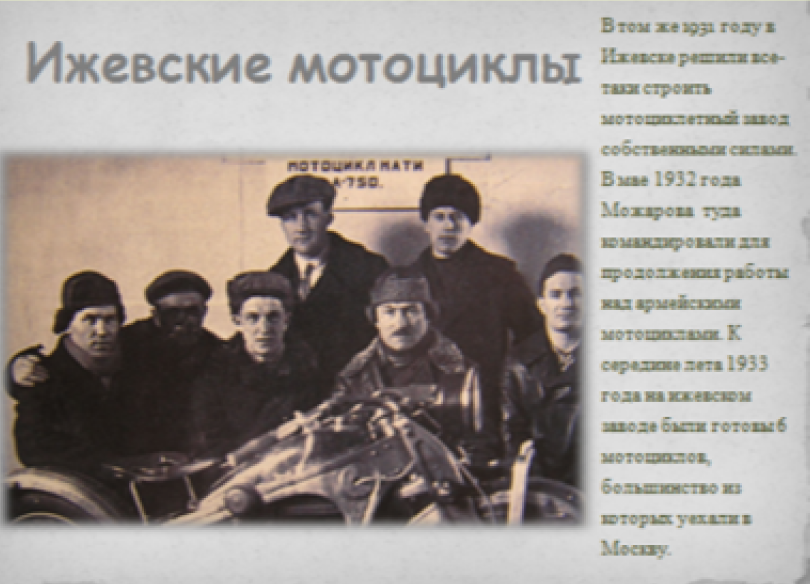 Ижевские мотоциклы
МОТОЦИКЛ НАТИ
А-750.
В том же 1931 году в
Ижевске решили все-
таки строить
мотоциклетный завод
собственными силами.
В мае 1932 года
Можарова туда
командировали для
продолжения работы
над армейскими
мотоциклами. К
середине лета 1933
года на ижевском
заводе были готовы 6
мотоциклов,
большинство из
которых уехали в
Москву.